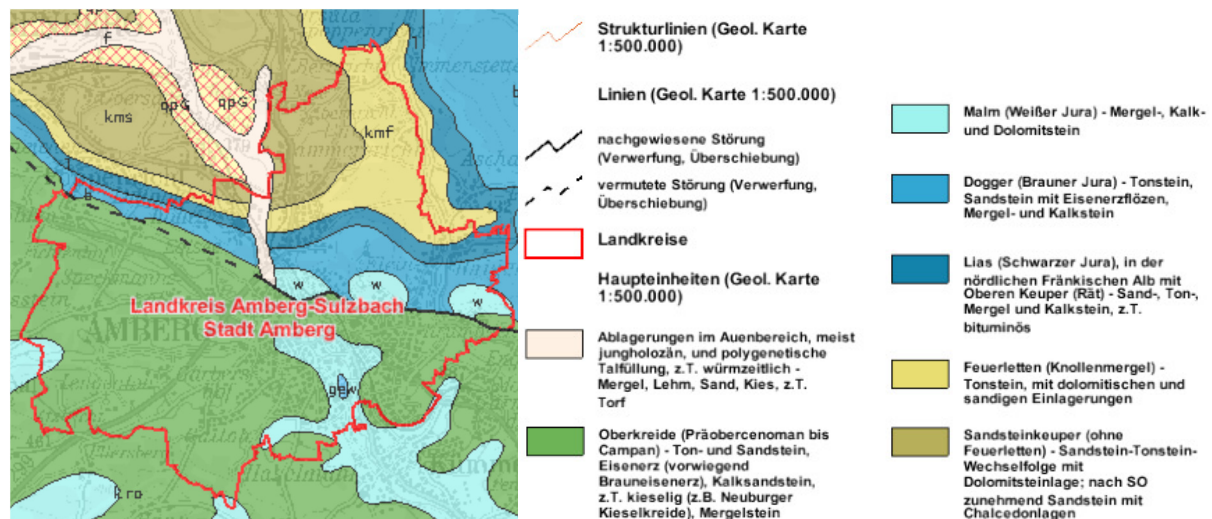 f
qpG
qpG
kms
kmf
b
w
w
w
Landkreis Amberg-Sulzbach
Stadt Amberg
AMBERG
gew
kro
Strukturlinien (Geol. Karte
1:500.000)
Linien (Geol. Karte 1:500.000)
nachgewiesene Störung
(Verwerfung, Überschiebung)
vermutete Störung (Verwerfung,
Überschiebung)
Landkreise
Haupteinheiten (Geol. Karte
1:500.000)
Ablagerungen im Auenbereich, meist
jungholozän, und polygenetische
Talfüllung, z.T. würmzeitlich -
Mergel, Lehm, Sand, Kies, z.T.
Torf
Oberkreide (Präobercenoman bis
Campan) - Ton- und Sandstein,
Eisenerz (vorwiegend
Brauneisenerz), Kalksandstein,
z.T. kieselig (z.B. Neuburger
Kieselkreide), Mergelstein
Malm (Weißer Jura) - Mergel-, Kalk-
und Dolomitstein
Dogger (Brauner Jura) - Tonstein,
Sandstein mit Eisenerzflözen,
Mergel- und Kalkstein
Lias (Schwarzer Jura), in der
nördlichen Fränkischen Alb mit
Oberen Keuper (Rät) - Sand-, Ton-,
Mergel und Kalkstein, z.T.
bituminös
Feuerletten (Knollenmergel) -
Tonstein, mit dolomitischen und
sandigen Einlagerungen
Sandsteinkeuper (ohne
Feuerletten) - Sandstein-Tonstein-
Wechselfolge mit
Dolomitsteinlage; nach SO
zunehmend Sandstein mit
Chalcedonlagen